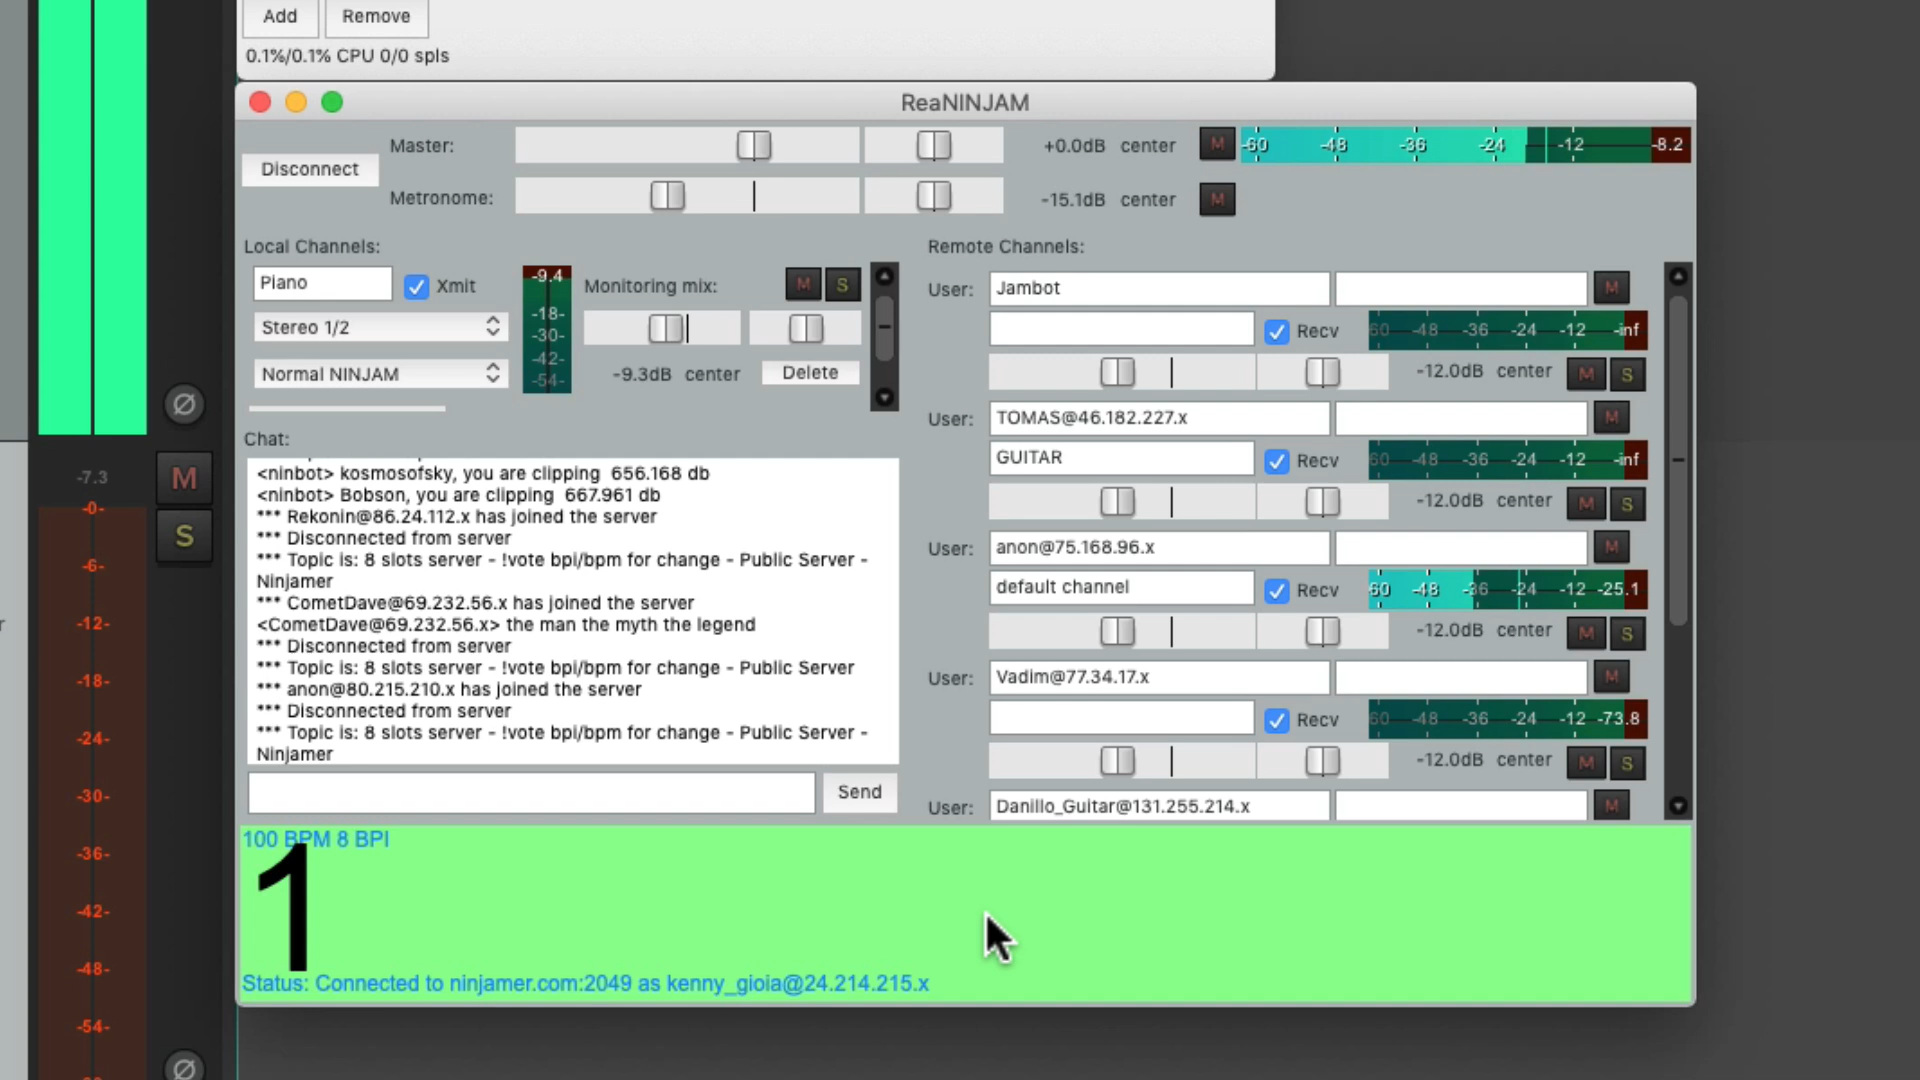 Add Remove
0.1%/0.1% CPU 0/0 spls
ReaNINJAM
Disconnect
Master: +0.0dB center M -60 -48 -36 -24 -12 -8.2
Metronome: -15.1dB center M
Local Channels:
Piano Xmit
Stereo 1/2
Normal NINJAM
-9.4
-18-
-30-
-42-
-54-
Monitoring mix: M S
-9.3dB center Delete
Chat:
<ninbot> kosmosofsky, you are clipping 656.168 db
<ninbot> Bobson, you are clipping 667.961 db
*** Rekonin@86.24.112.x has joined the server
*** Disconnected from server
*** Topic is: 8 slots server - !vote bpi/bpm for change - Public Server -
Ninjamer
*** CometDave@69.232.56.x has joined the server
<CometDave@69.232.56.x> the man the myth the legend
*** Disconnected from server
*** Topic is: 8 slots server - !vote bpi/bpm for change - Public Server
*** anon@80.215.210.x has joined the server
*** Disconnected from server
*** Topic is: 8 slots server - !vote bpi/bpm for change - Public Server -
Ninjamer
Send
Remote Channels:
User: Jambot M
Recv 60 -48 -36 -24 -12 -inf
-12.0dB center M S
User: TOMAS@46.182.227.x M
GUITAR Recv 60 -48 -36 -24 -12 -inf
-12.0dB center M S
User: anon@75.168.96.x M
default channel Recv 60 -48 -36 -24 -12 -25.1
-12.0dB center M S
User: Vadim@77.34.17.x M
Recv 60 -48 -36 -24 -12 -73.8
-12.0dB center M S
User: Danillo_Guitar@131.255.214.x M
100 BPM 8 BPI
1
Status: Connected to ninjamer.com:2049 as kenny_gioia@24.214.215.x
Ø
-7.3 M
-0-
S
-6-
-12-
-18-
-24-
-30-
-36-
-42-
-48-
-54-
Ø